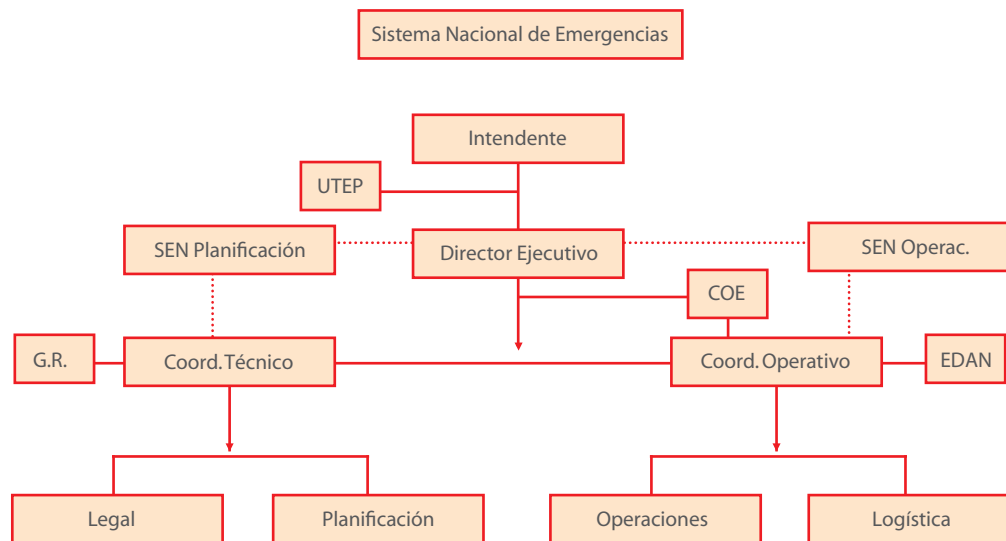 Sistema Nacional de Emergencias
Intendente
UTEP
SEN Planificación
Director Ejecutivo
SEN Operac.
COE
G.R.
Coord. Técnico
Coord. Operativo
EDAN
Legal
Planificación
Operaciones
Logística